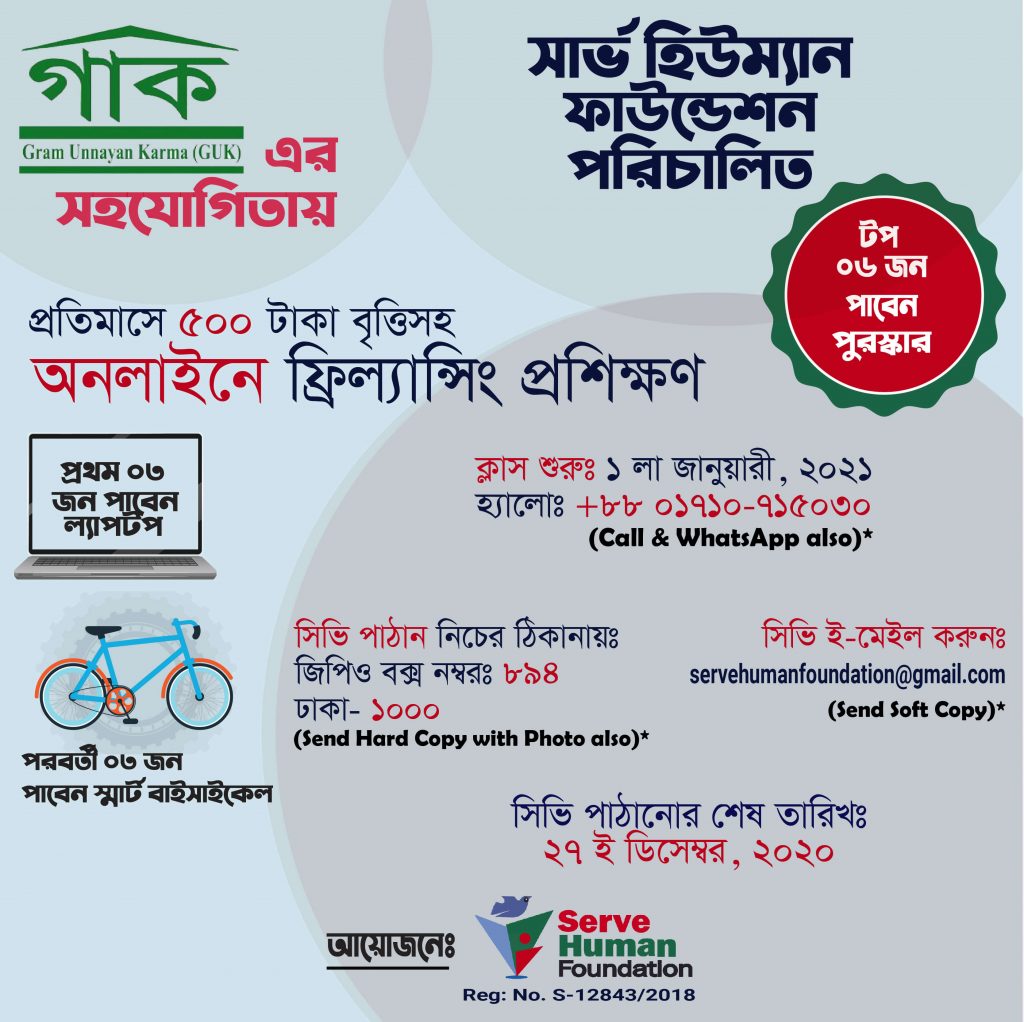 গাক
Gram Unnayan Karma (GUK)
এর
সহযোগিতায়
সার্ভ হিউম্যান
ফাউন্ডেশন
পরিচালিত
টপ
০৬ জন
পাবেন
পুরস্কার
প্রতিমাসে ৫০০ টাকা বৃত্তিসহ
অনলাইনে ফ্রিল্যান্সিং প্রশিক্ষণ
প্রথম ০৩
জন পাবেন
ল্যাপটপ
ক্লাস শুরুঃ ১ লা জানুয়ারী, ২০২১
হ্যালোঃ +৮৮ ০১৭১০-৭১৫০৩০
(Call & WhatsApp also)*
পরবর্তী ০৩ জন
পাবেন স্মার্ট বাইসাইকেল
সিভি পাঠান নিচের ঠিকানায়ঃ
জিপিও বক্স নম্বরঃ ৮৯৪
ঢাকা- ১০০০
(Send Hard Copy with Photo also)*
সিভি ই-মেইল করুনঃ
servehumanfoundation@gmail.com
(Send Soft Copy)*
সিভি পাঠানোর শেষ তারিখঃ
২৭ ই ডিসেম্বর, ২০২০
আয়োজনেঃ
Serve
Human
Foundation
Reg: No. S-12843/2018